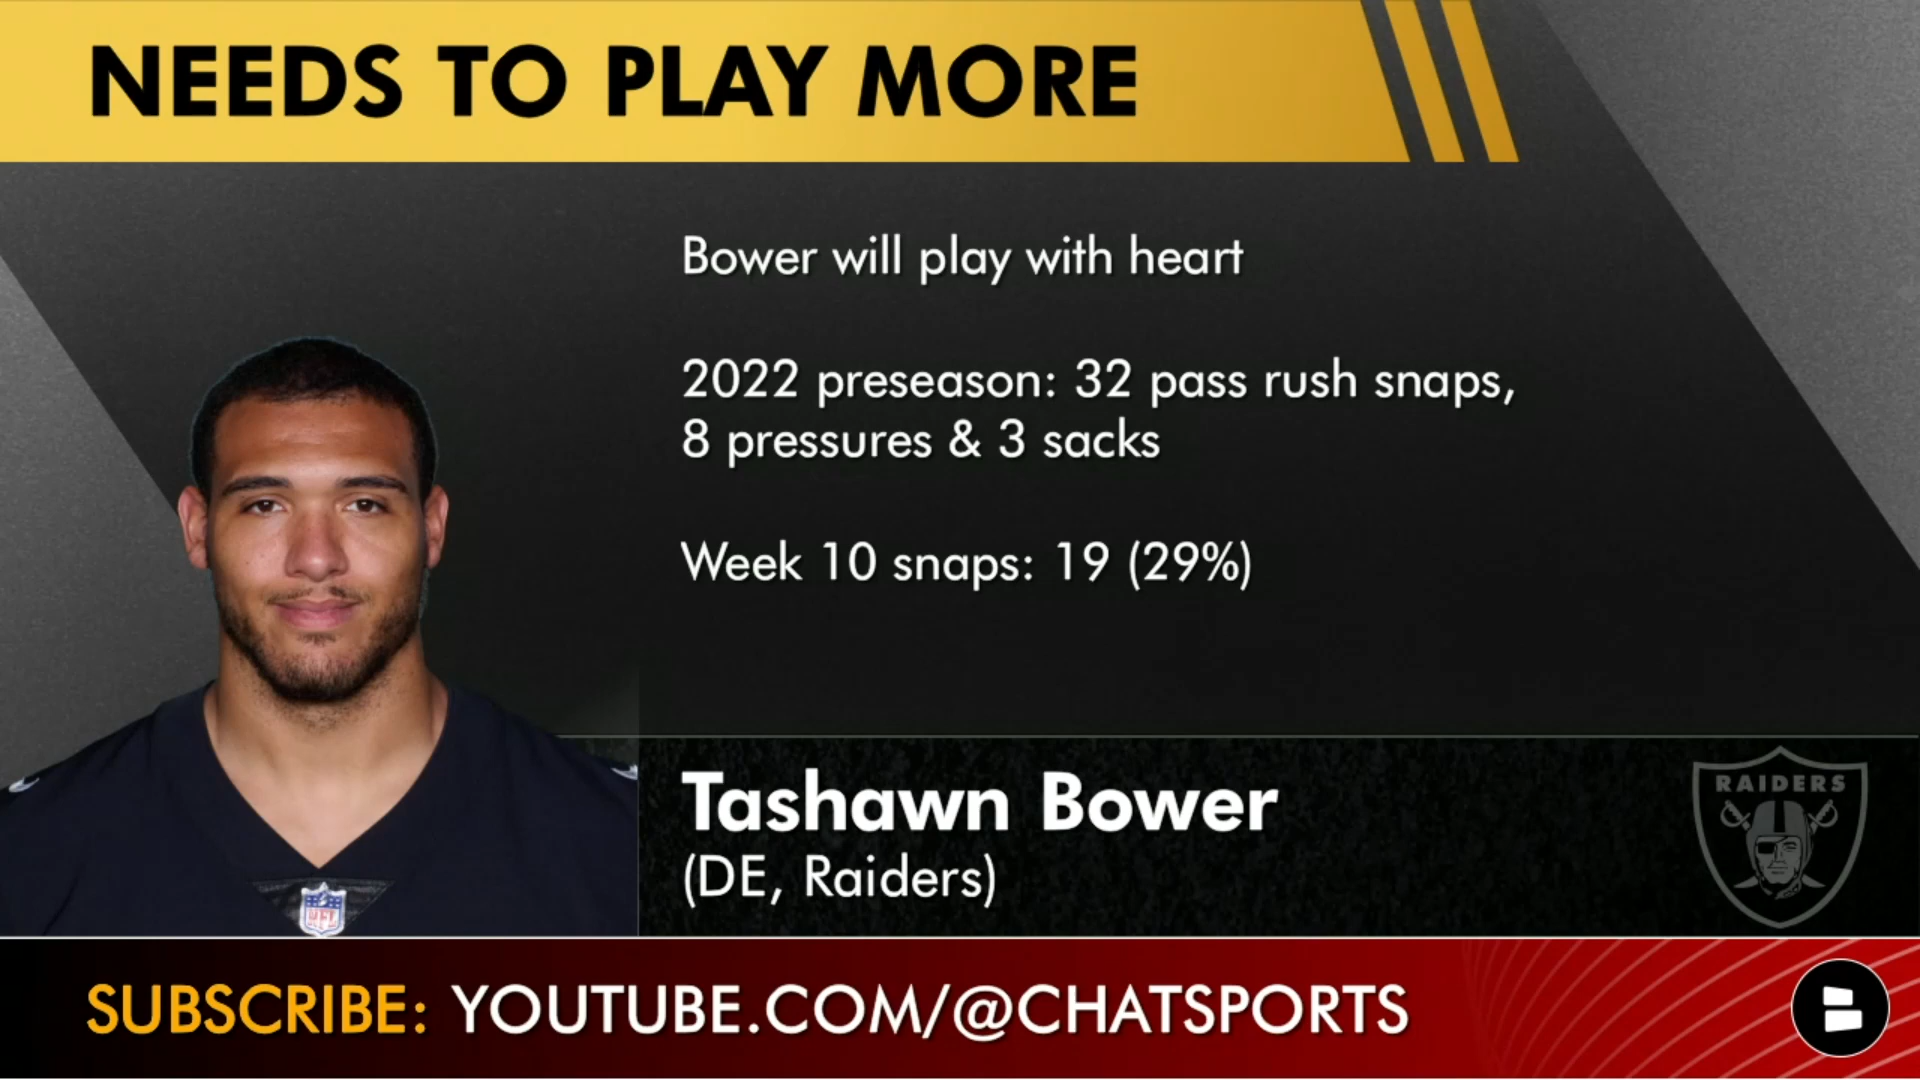 NEEDS TO PLAY MORE
Bower will play with heart
2022 preseason: 32 pass rush snaps,
8 pressures & 3 sacks
Week 10 snaps: 19 (29%)
NFL
Tashawn Bower
(DE, Raiders)
RAIDERS
SUBSCRIBE: YOUTUBE.COM/@CHATSPORTS